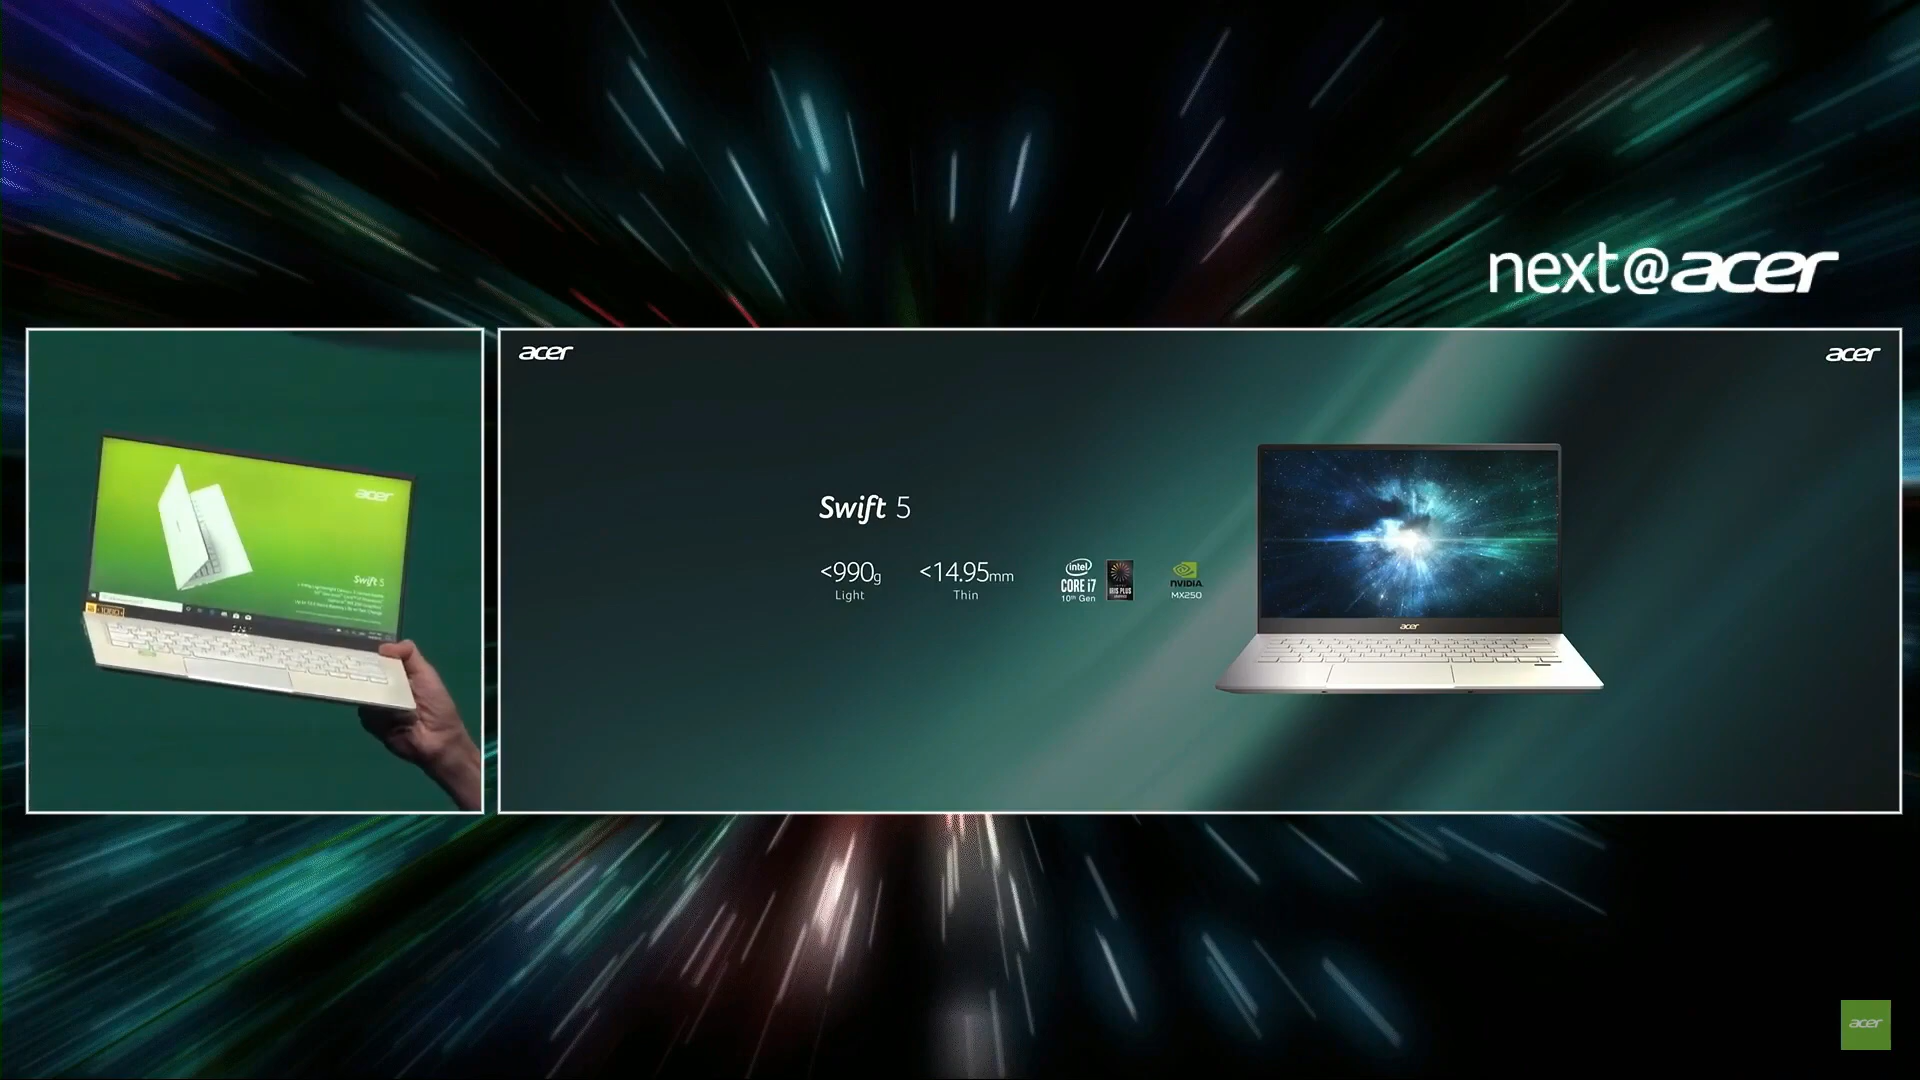 next@acer
acer
acer
Swift 5
<990g
Light
<14.95mm
Thin
intel
CORE i7
10th Gen
IRIS PLUS
NVIDIA
MX250
acer
acer
Swift 5
acer